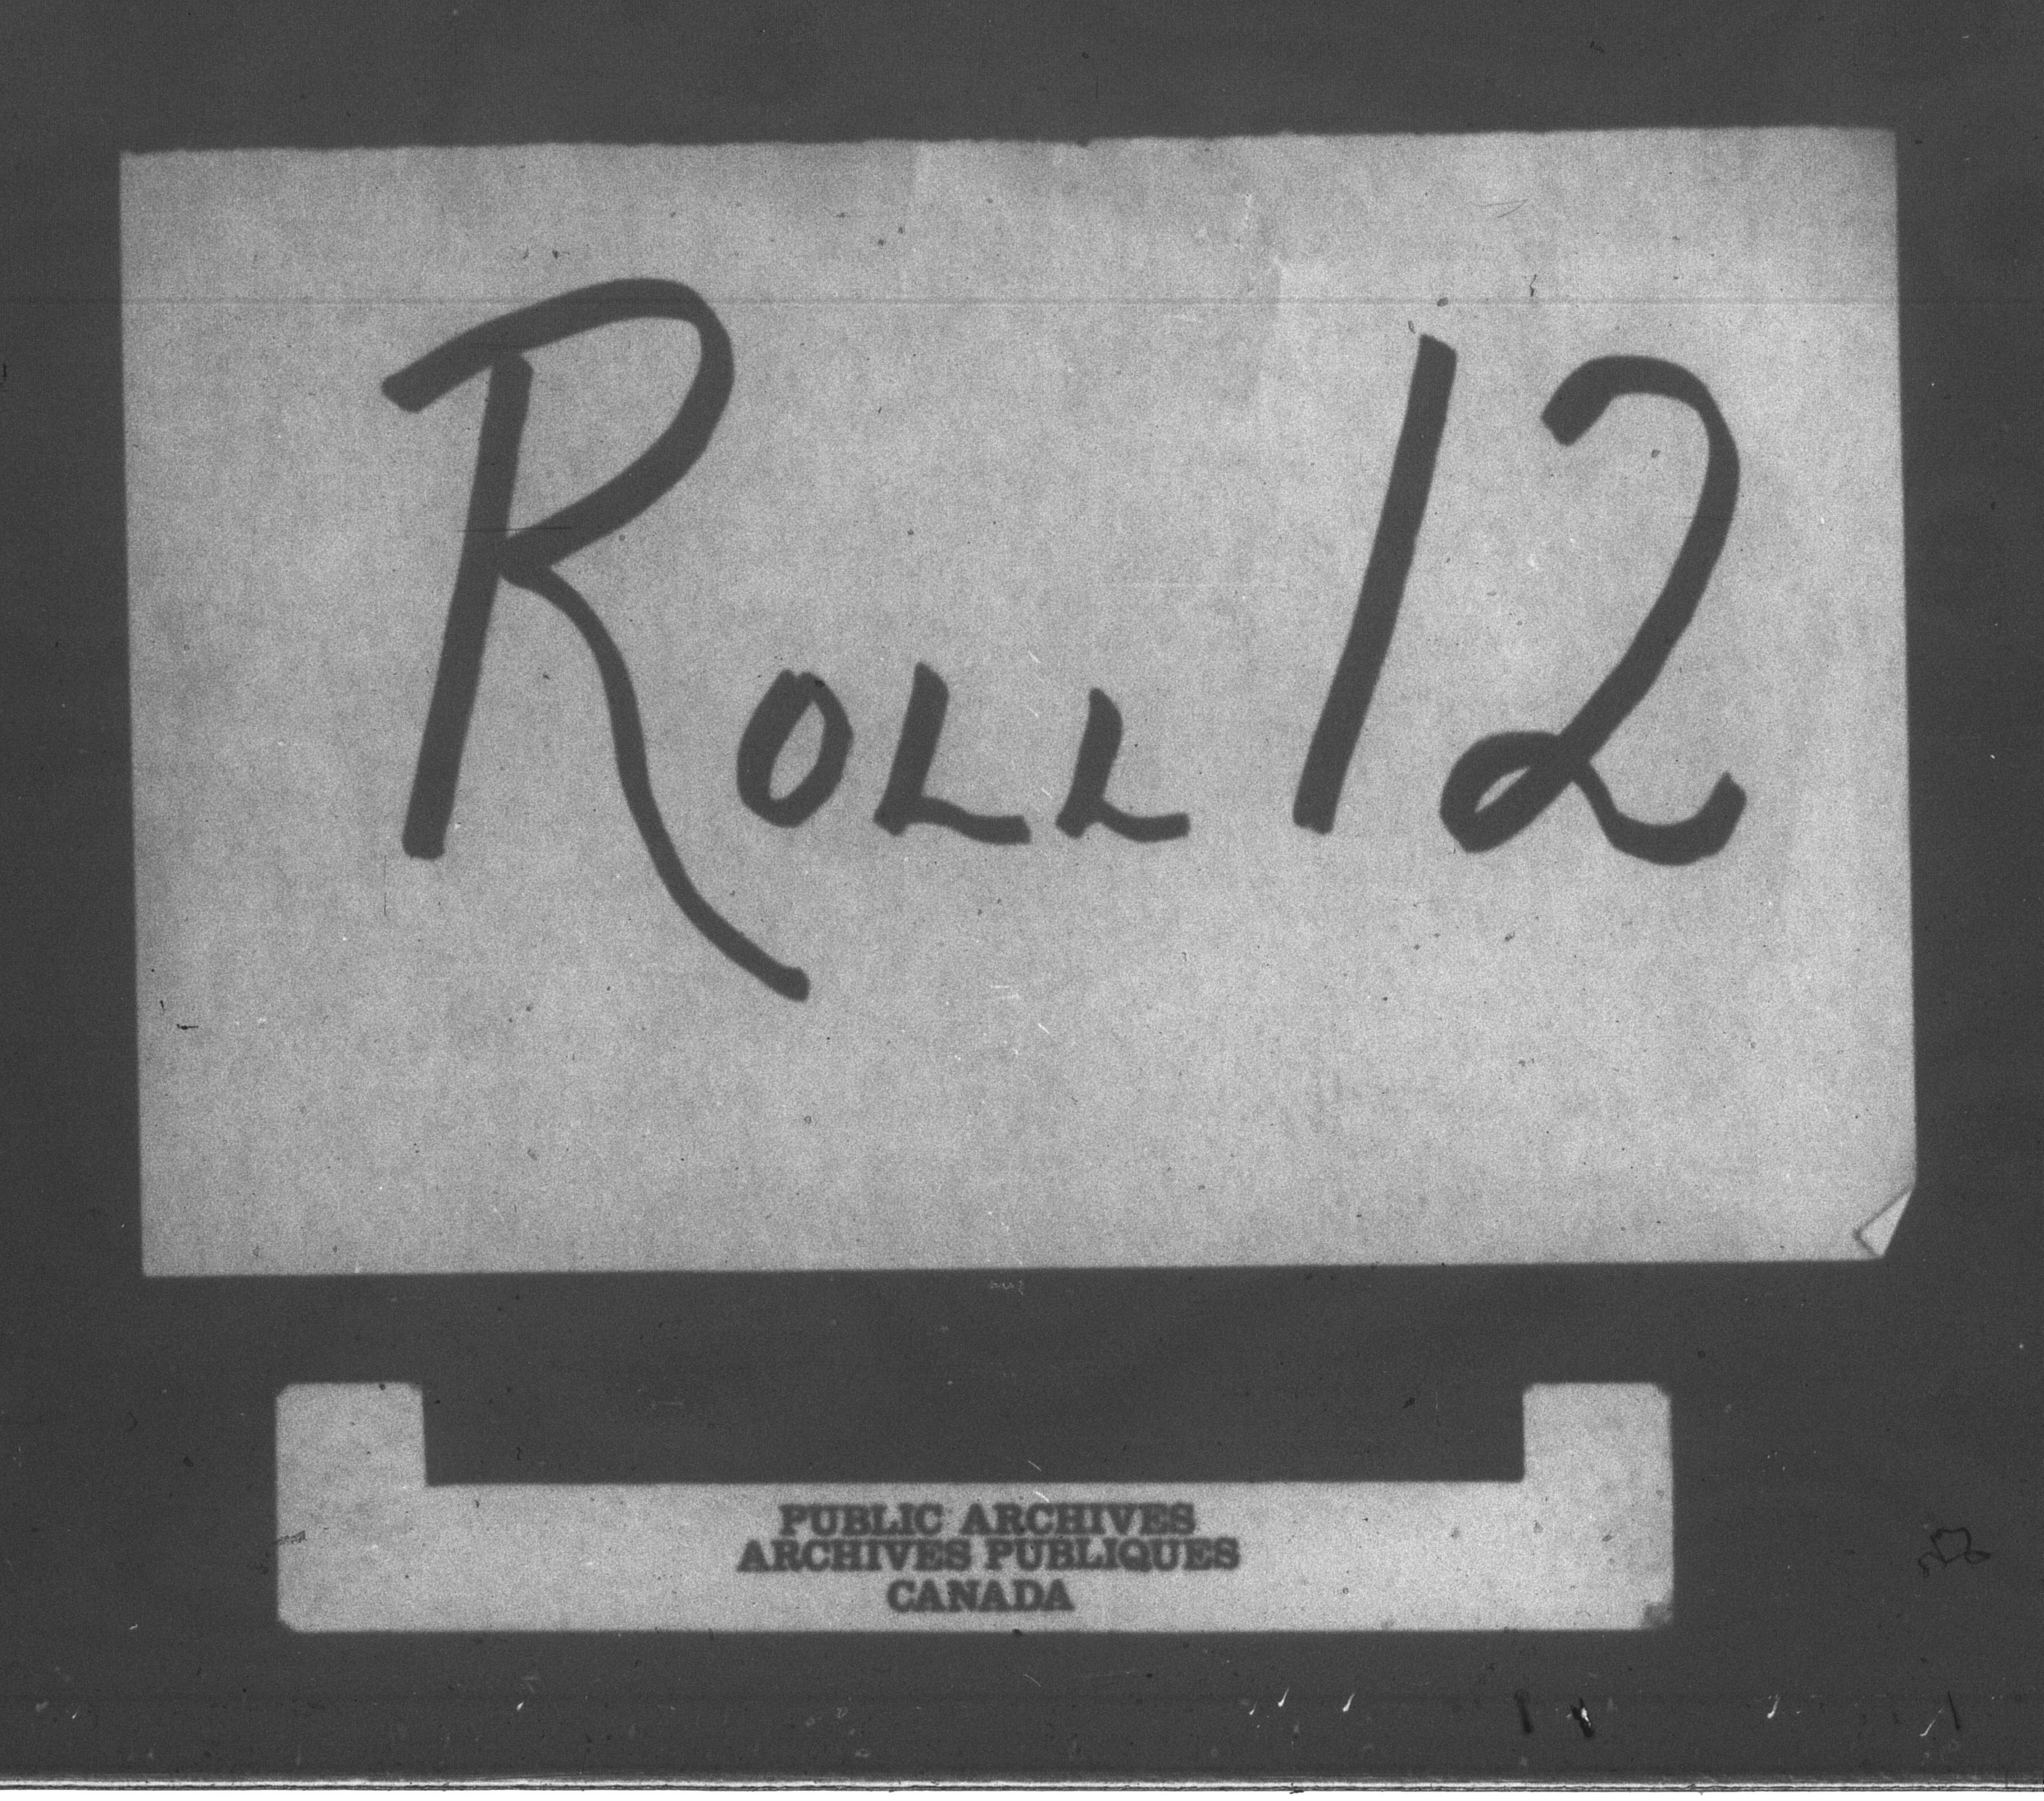 ROLL 12
PUBLIC ARCHIVES
ARCHIVES PUBLIQUES
CANADA